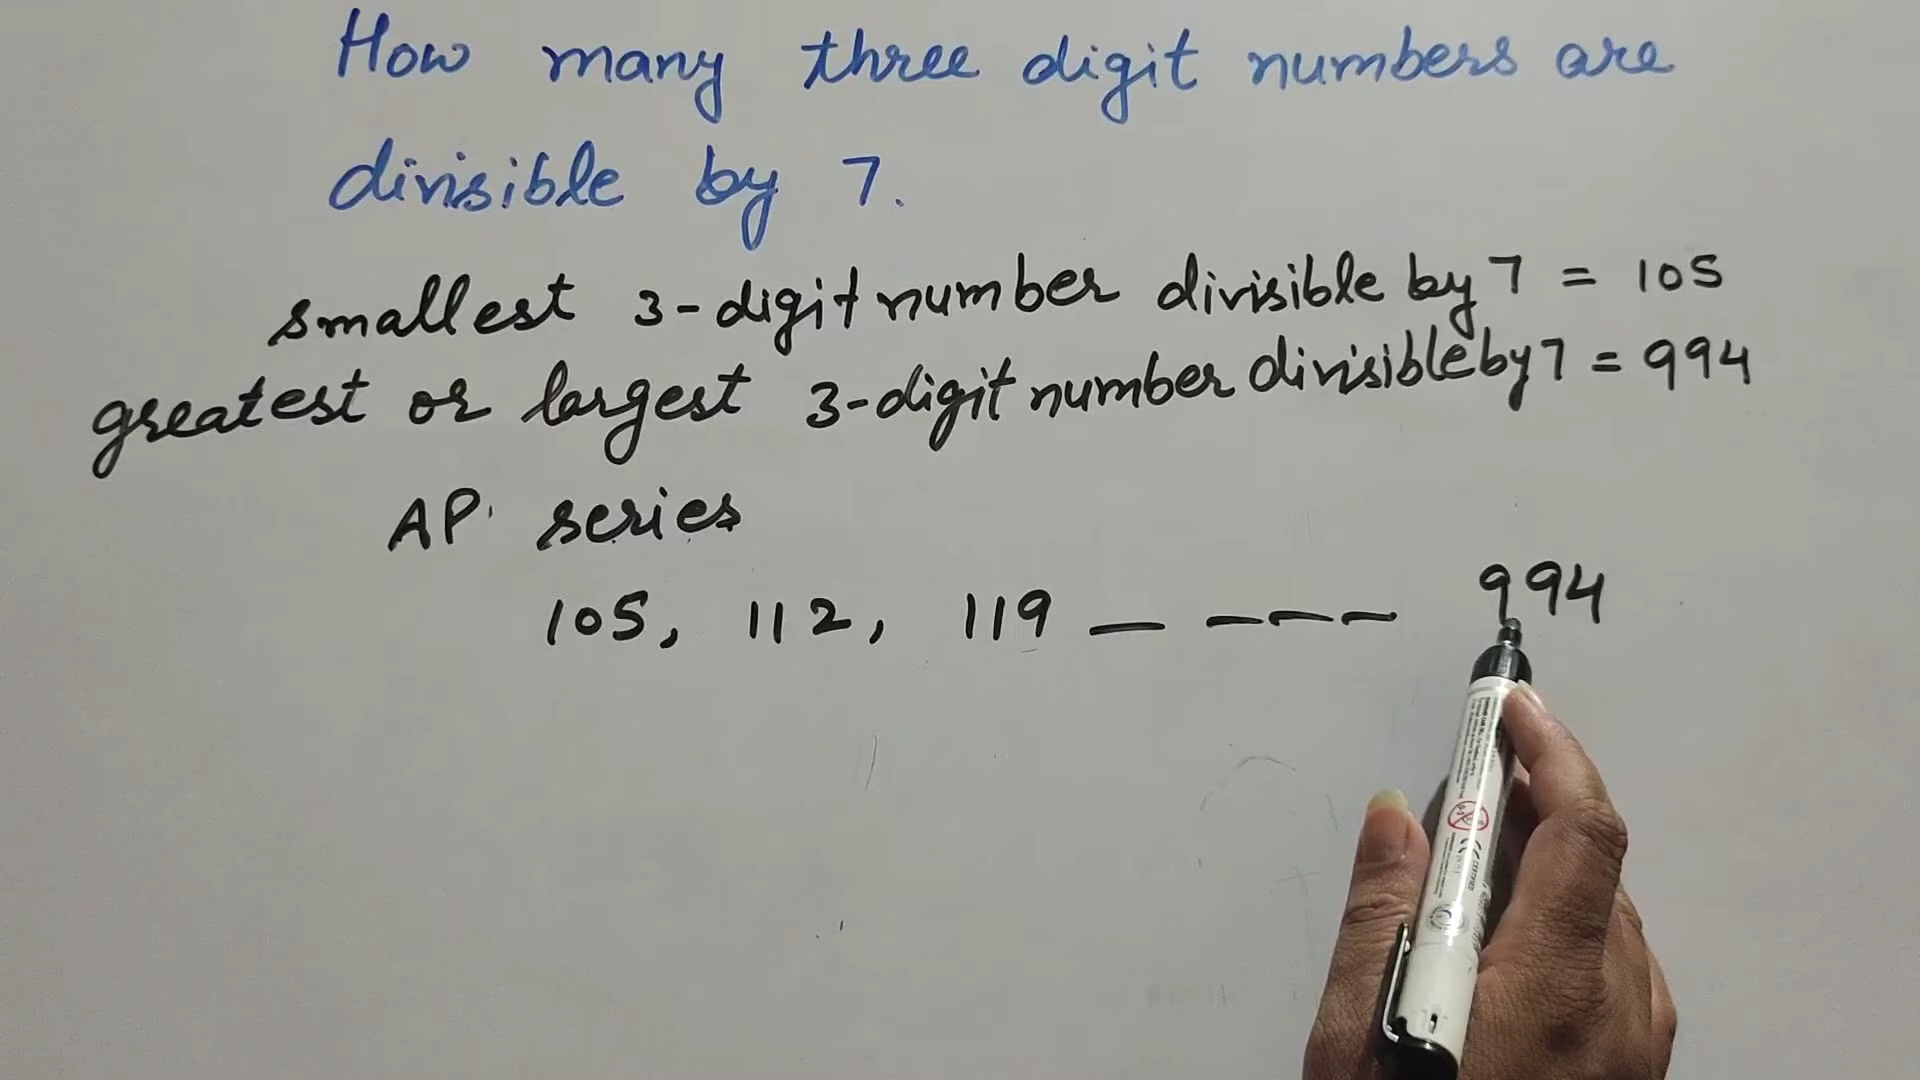 How many three digit numbers are
divisible by 7.
smallest 3-digit number divisible by 7 = 105
greatest or largest 3-digit number divisible by 7 = 994
AP. series
105, 112, 119 _ _ _ _ _ 994